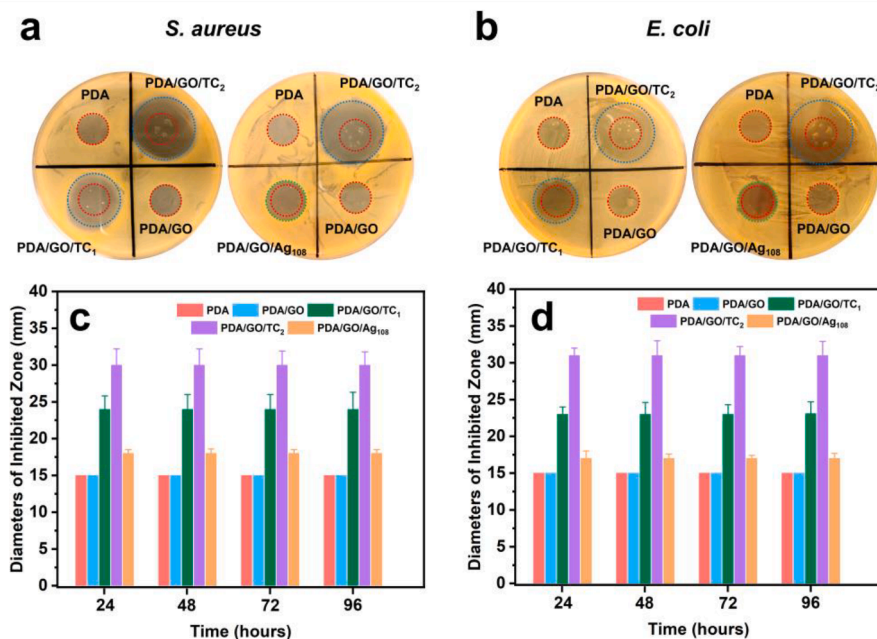 a S. aureus
PDA PDA/GO/TC₂
PDA/GO/TC₁ PDA/GO
PDA PDA/GO/TC₂
PDA/GO/Ag₁₀₈ PDA/GO
b E. coli
PDA PDA/GO/TC₂
PDA/GO/TC₁ PDA/GO
PDA PDA/GO/TC₂
PDA/GO/Ag₁₀₈ PDA/GO
c
Diameters of Inhibited Zone (mm)
40
35
30
25
20
15
10
5
0
PDA PDA/GO PDA/GO/TC₁
PDA/GO/TC₂ PDA/GO/Ag₁₀₈
24 48 72 96
Time (hours)
d
Diameters of Inhibited Zone (mm)
40
35
30
25
20
15
10
5
0
PDA PDA/GO PDA/GO/TC₁
PDA/GO/TC₂ PDA/GO/Ag₁₀₈
24 48 72 96
Time (hours)